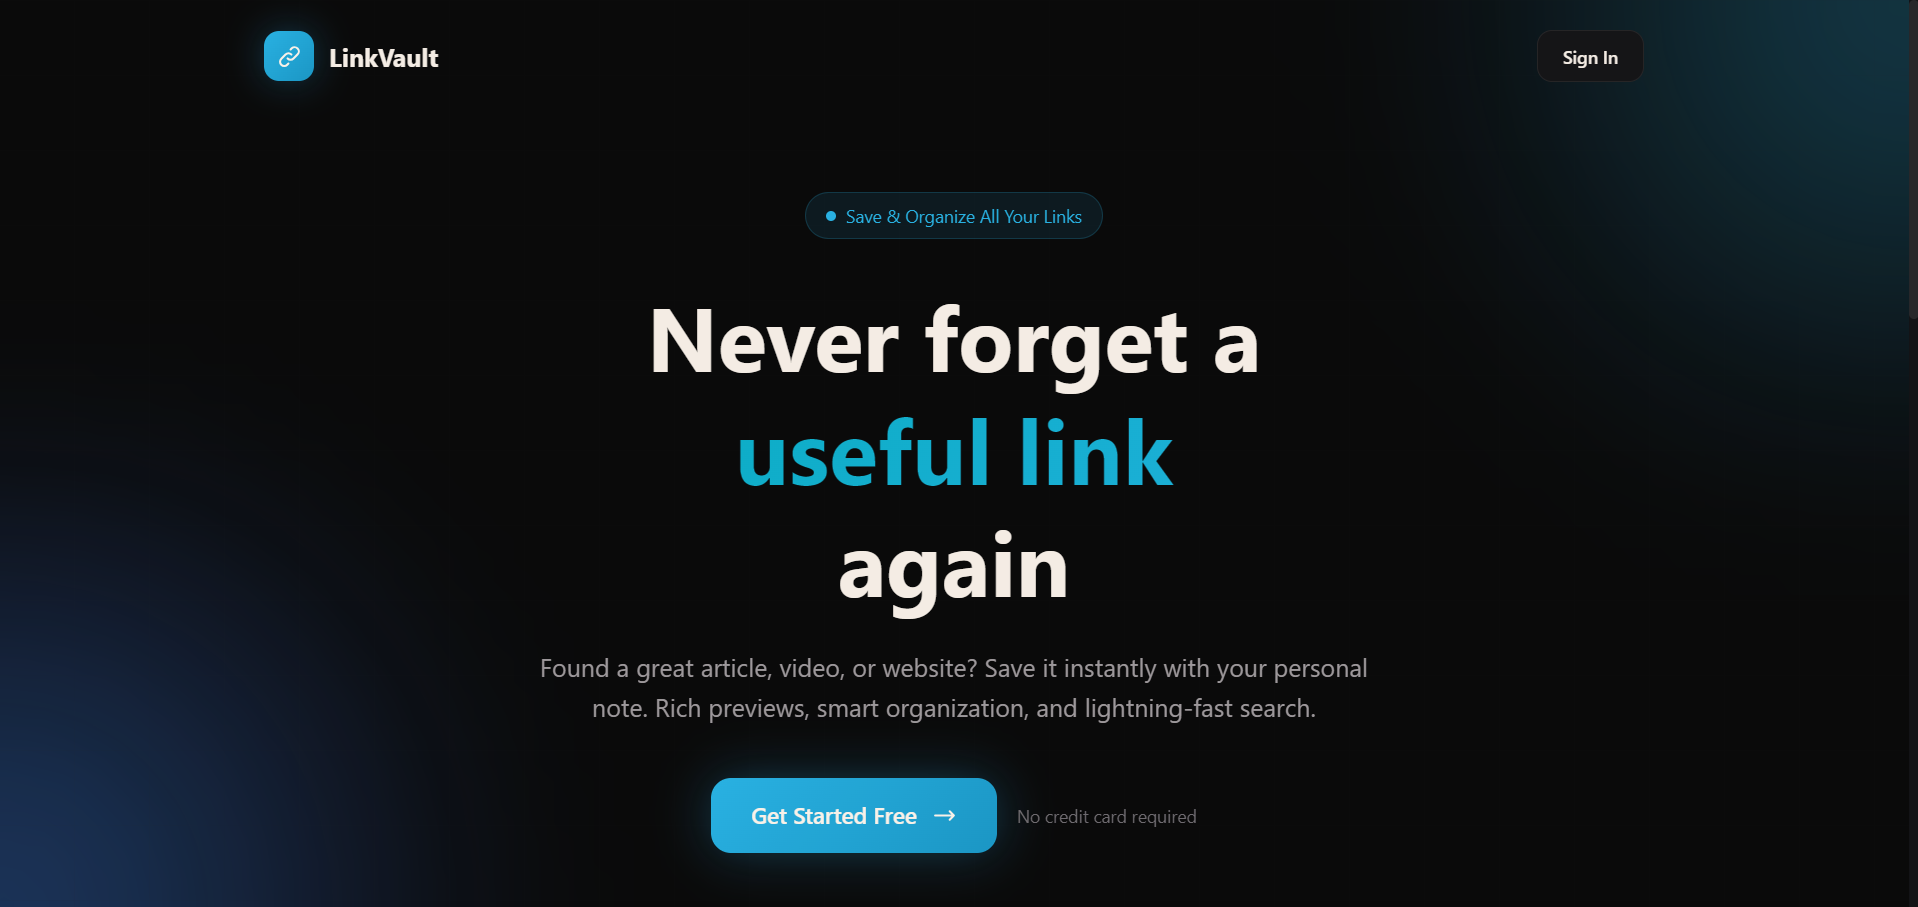 LinkVault
Sign In
Save & Organize All Your Links
Never forget a
useful link
again
Found a great article, video, or website? Save it instantly with your personal
note. Rich previews, smart organization, and lightning-fast search.
Get Started Free →
No credit card required